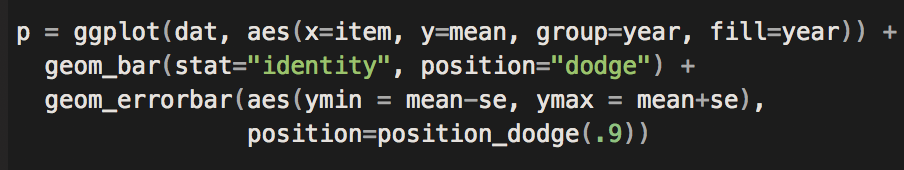 p = ggplot(dat, aes(x=item, y=mean, group=year, fill=year)) +
  geom_bar(stat="identity", position="dodge") +
  geom_errorbar(aes(ymin = mean-se, ymax = mean+se),
                position=position_dodge(.9))